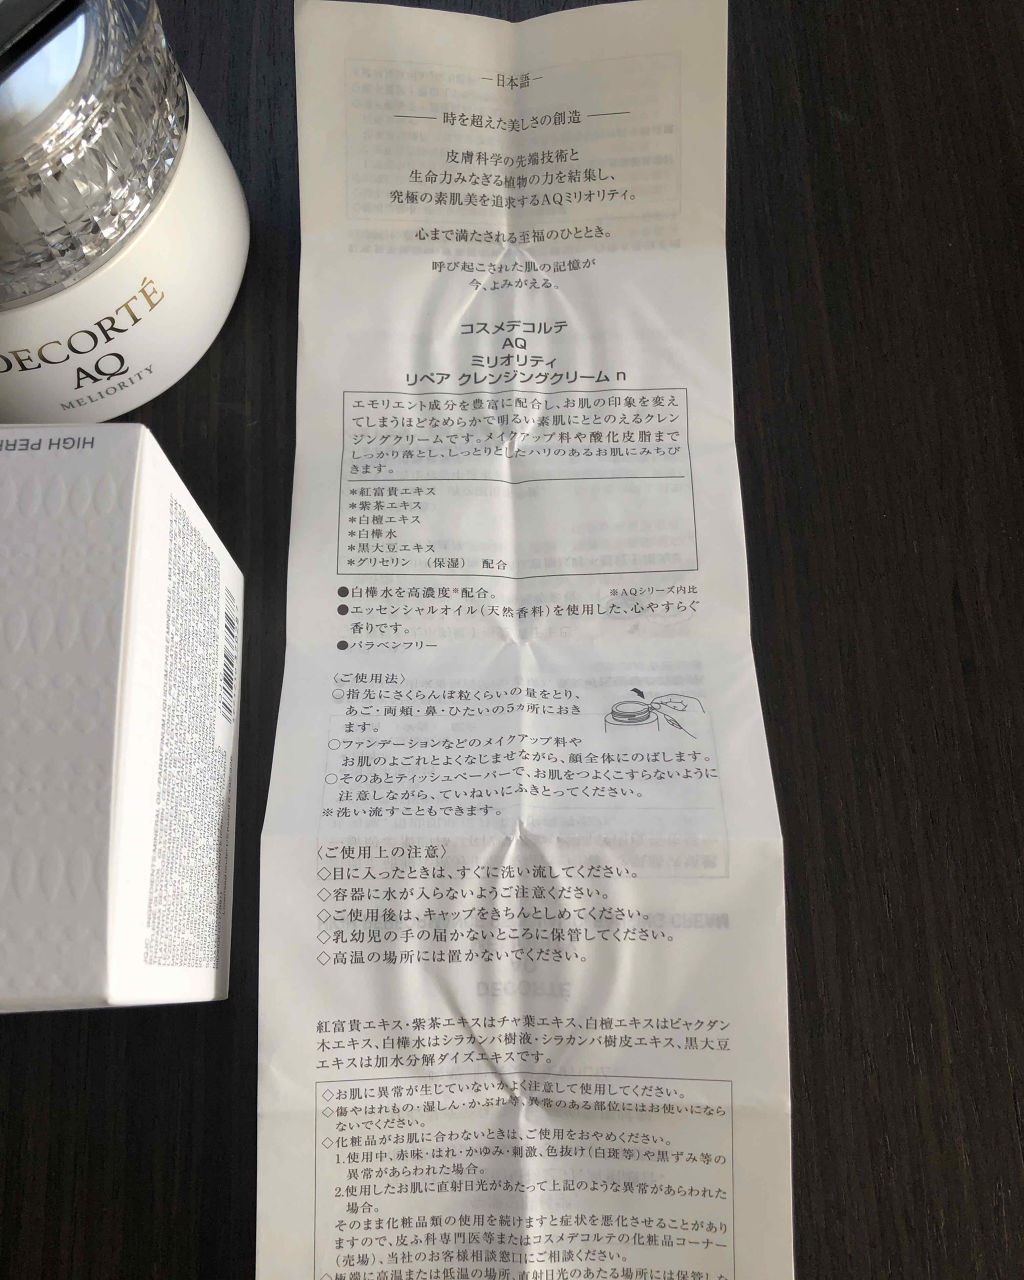 DECORTÉ
AQ
MELIORITY
HIGH PER
―日本語―
時を超えた美しさの創造
皮膚科学の先端技術と
生命力みなぎる植物の力を結集し、
究極の素肌美を追求するAQミリオリティ。
心まで満たされる至福のひととき。
呼び起こされた肌の記憶が
今、よみがえる。
コスメデコルテ
AQ
ミリオリティ
リペア クレンジングクリーム n
エモリエント成分を豊富に配合し、お肌の印象を変え
てしまうほどなめらかで明るい素肌にととのえるクレン
ジングクリームです。メイクアップ料や酸化皮脂まで
しっかり落とし、しっとりとしたハリのあるお肌にみちび
きます。
＊紅富貴エキス
＊紫茶エキス
＊白檀エキス
＊白樺水
＊黒大豆エキス
＊グリセリン （保湿） 配合
●白樺水を高濃度※配合。 ※AQシリーズ内比
●エッセンシャルオイル（天然香料）を使用した、心やすらぐ
香りです。
●パラベンフリー
〈ご使用法〉
○指先にさくらんぼ粒くらいの量をとり、
あご・両頬・鼻・ひたいの5ヵ所におき
ます。
○ファンデーションなどのメイクアップ料や
お肌のよごれとよくなじませながら、顔全体にのばします。
○そのあとティッシュペーパーで、お肌をつよくこすらないように
注意しながら、ていねいにふきとってください。
※洗い流すこともできます。
〈ご使用上の注意〉
◇目に入ったときは、すぐに洗い流してください。
◇容器に水が入らないようご注意ください。
◇ご使用後は、キャップをきちんとしめてください。
◇乳幼児の手の届かないところに保管してください。
◇高温の場所には置かないでください。
紅富貴エキス・紫茶エキスはチャ葉エキス、白檀エキスはビャクダン
木エキス、白樺水はシラカンバ樹液・シラカンバ樹皮エキス、黒大豆
エキスは加水分解ダイズエキスです。
◇お肌に異常が生じていないかよく注意して使用してください。
◇傷やはれもの・湿しん・かぶれ等、異常のある部位にはお使いになら
ないでください。
◇化粧品がお肌に合わないときは、ご使用をおやめください。
1.使用中、赤味・はれ・かゆみ・刺激、色抜け（白斑等）や黒ずみ等の
異常があらわれた場合。
2.使用したお肌に直射日光があたって上記のような異常があらわれた
場合。
そのまま化粧品類の使用を続けますと症状を悪化させることがあり
ますので、皮ふ科専門医等またはコスメデコルテの化粧品コーナー
（売場）、当社のお客様相談窓口にご相談ください。
◇極端に高温または低温の場所、直射日光のあたる場所には保管した